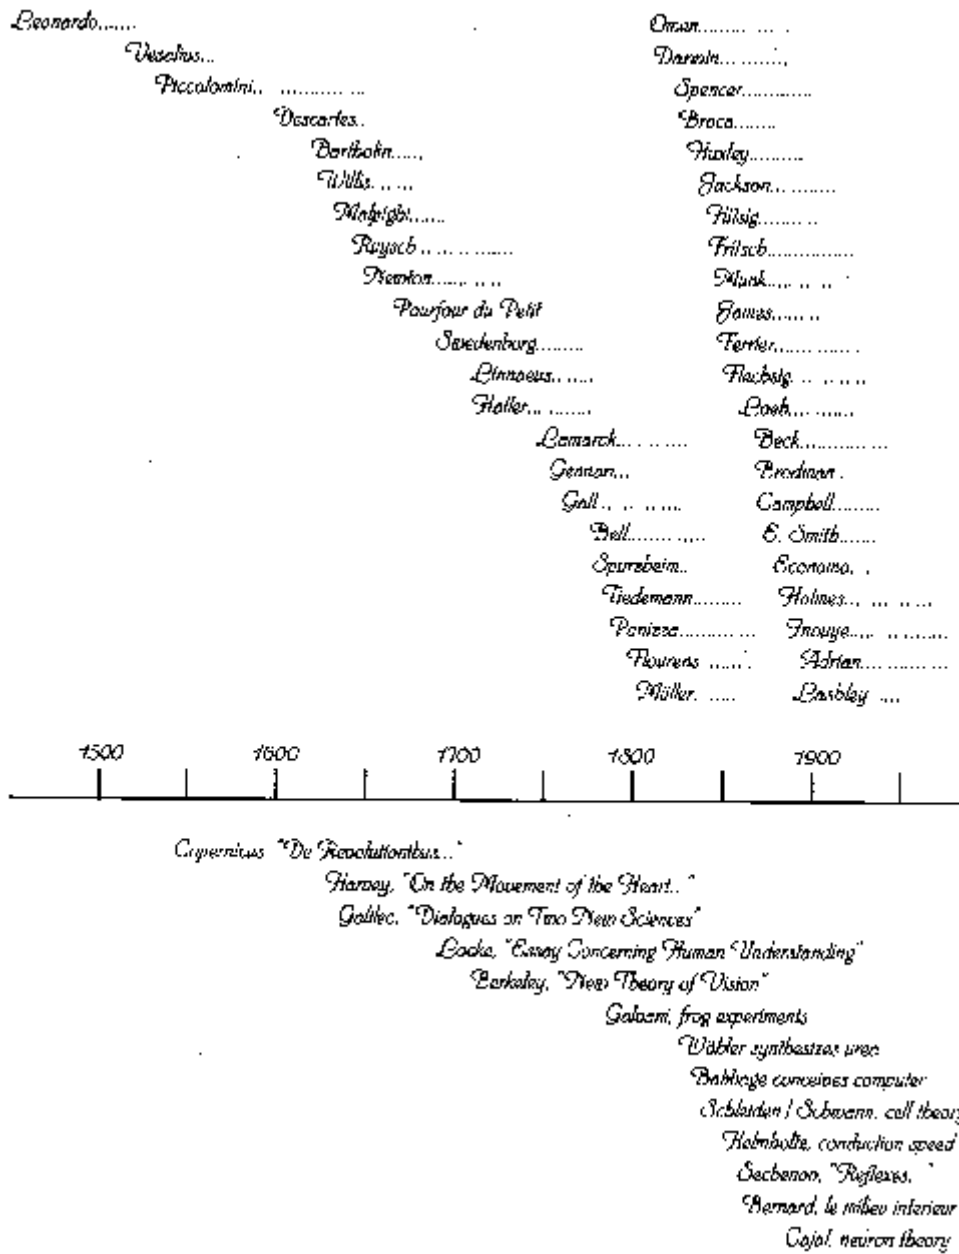 Leonardo.......
Vesalius...
Piccolomini.. ............ ...
Descartes..
Bartholin.....,
Willis. .. ...
Malpighi.......
Ruysch .. ... .. .......
Newton....... .. ..
Pourfour du Petit
Swedenburg.........
Linnaeus.. .....
Haller... .........
Lamarck... . .. ....
Gennari...
Gall .. .. .. ....
Bell........ .....
Spurzheim..
Tiedemann.........
Panizza........... ...
Flourens ....... .
Müller. .....
Owen.......... ... .
Darwin... .........
Spencer.............
Broca........
Huxley..........
Jackson... .........
Hitsig......... ..
Fritsch................
Munk..... .. .. .
James...... ..
Ferrier....... ....... .
Flechsig. .. .. .. ..
Loeb..... .......
Beck............ ...
Brodman .
Campbell.........
E. Smith.......
Economo. .
Holmes... ... .. ...
Inouye..... .. ........
Adrian.... ........ ...
Lashley ....
1500 1600 1700 1800 1900
Copernicus "De Revolutionibus..."
Harvey, "On the Movement of the Heart.. "
Galileo, "Dialogues on Two New Sciences"
Locke, "Essay Concerning Human Understanding"
Berkeley, "New Theory of Vision"
Galvani, frog experiments
Wöhler synthesizes urea
Babbage conceives computer
Schleiden / Schwann, cell theory
Helmholtz, conduction speed
Sechenov, "Reflexes. "
Bernard, le milieu interieur
Cajal, neuron theory